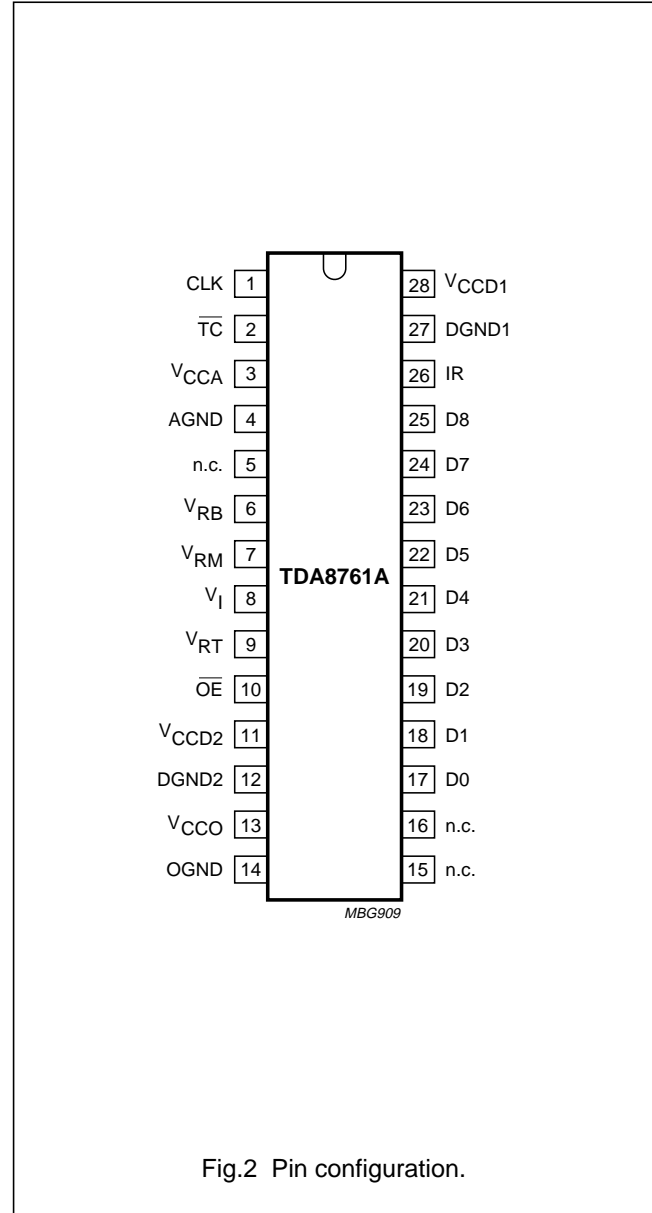 CLK 1 28 VCCD1
TC 2 27 DGND1
VCCA 3 26 IR
AGND 4 25 D8
n.c. 5 24 D7
VRB 6 23 D6
VRM 7 22 D5
TDA8761A
VI 8 21 D4
VRT 9 20 D3
OE 10 19 D2
VCCD2 11 18 D1
DGND2 12 17 D0
VCCO 13 16 n.c.
OGND 14 15 n.c.
MBG909
Fig.2 Pin configuration.